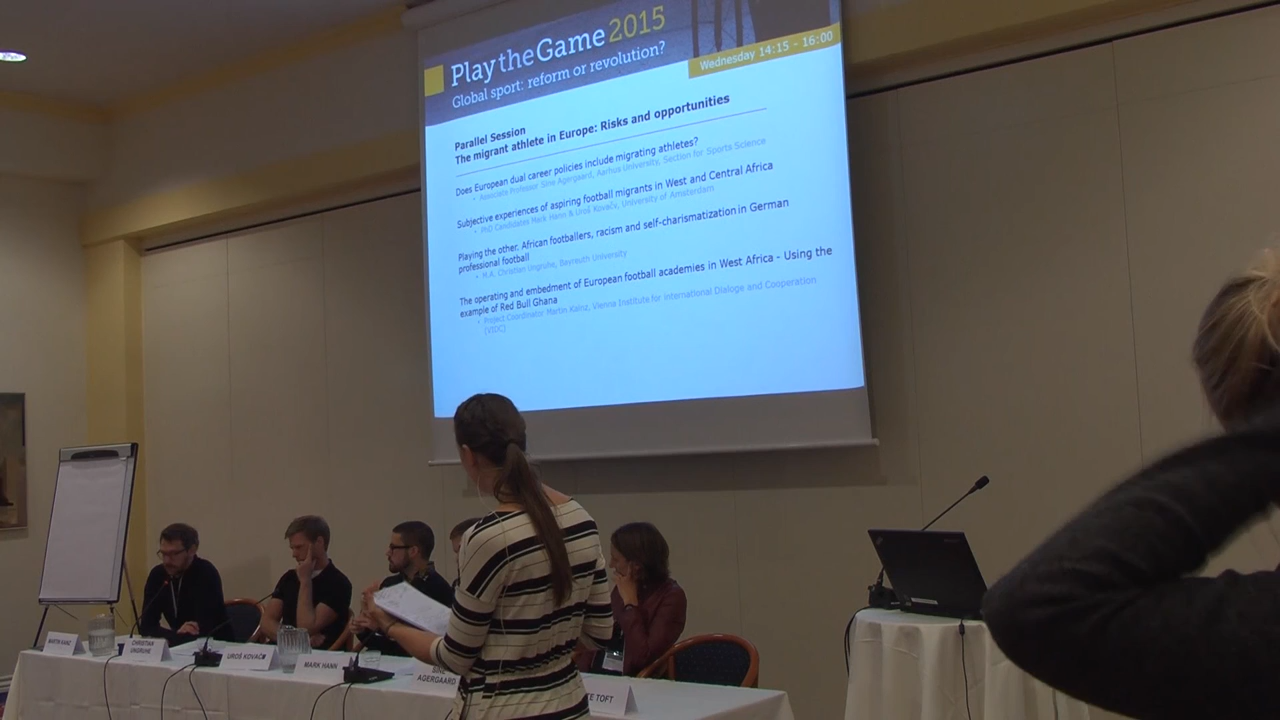 Play the Game 2015
Global sport: reform or revolution?
Wednesday 14:15 - 16:00
Parallel Session
The migrant athlete in Europe: Risks and opportunities
Does European dual career policies include migrating athletes?
• Associate Professor Sine Agergaard, Aarhus University, Section for Sports Science
Subjective experiences of aspiring football migrants in West and Central Africa
• PhD Candidates Mark Hann & Uroš Kovač, University of Amsterdam
Playing the other. African footballers, racism and self-charismatization in German
professional football
• M.A. Christian Ungruhe, Bayreuth University
The operating and embedment of European football academies in West Africa - Using the
example of Red Bull Ghana
• Project Coordinator Martin Kainz, Vienna Institute for International Dialoge and Cooperation
(VIDC)
MARTIN KAINZ
CHRISTIAN
UNGRUHE
UROŠ KOVAČ
MARK HANN
SINE
AGERGAARD
TE TOFT